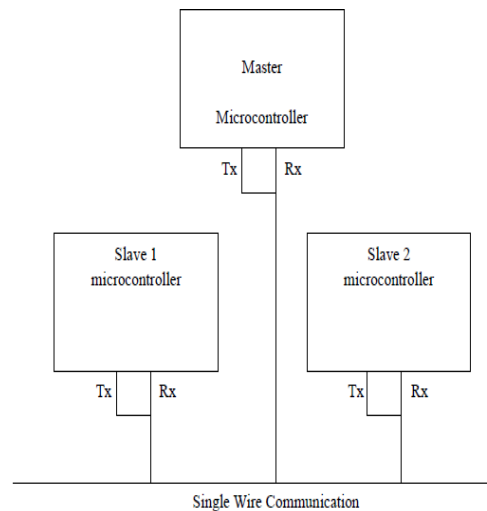 Master
Microcontroller
Tx Rx
Slave 1
microcontroller
Slave 2
microcontroller
Tx Rx
Tx Rx
Single Wire Communication